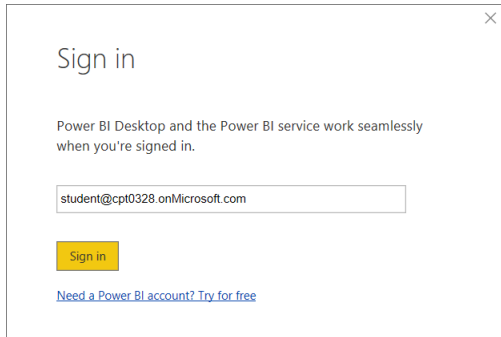 Sign in
Power BI Desktop and the Power BI service work seamlessly
when you're signed in.
student@cpt0328.onMicrosoft.com
Sign in
Need a Power BI account? Try for free